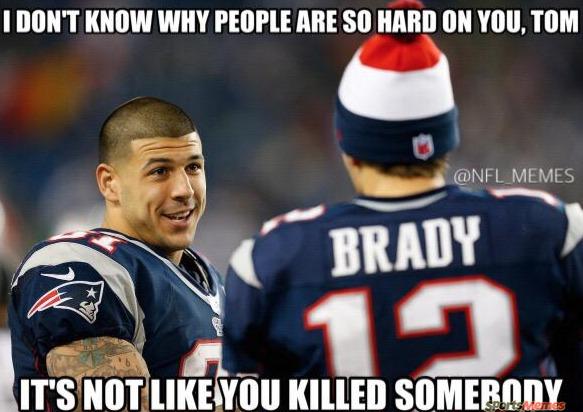 I DON'T KNOW WHY PEOPLE ARE SO HARD ON YOU, TOM
@NFL_MEMES
BRADY
12
IT'S NOT LIKE YOU KILLED SOMEBODY
SPORTSMEMES